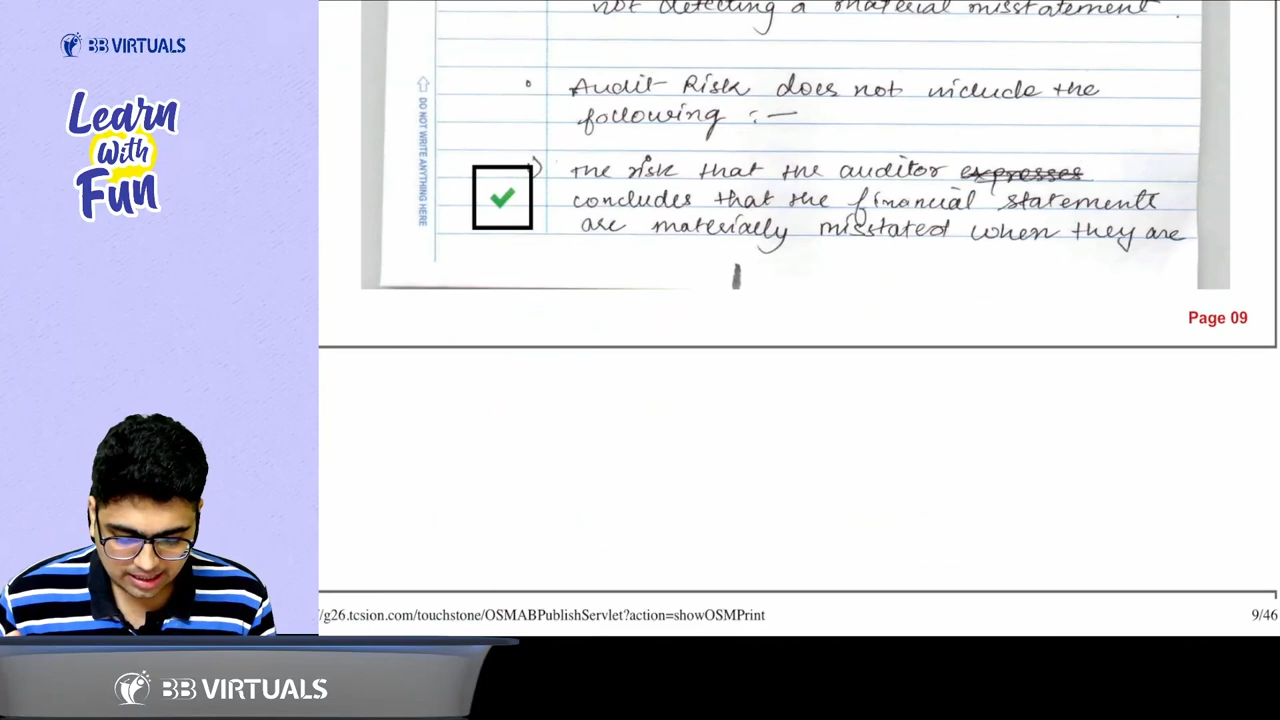 BB VIRTUALS
Learn
with
Fun
not detecting a material misstatement.
Audit Risk does not include the
following :—
DO NOT WRITE ANYTHING HERE
the risk that the auditor expresses
concludes that the financial statements
are materially misstated when they are
Page 09
/g26.tcsion.com/touchstone/OSMABPublishServlet?action=showOSMPrint
9/46
BB VIRTUALS